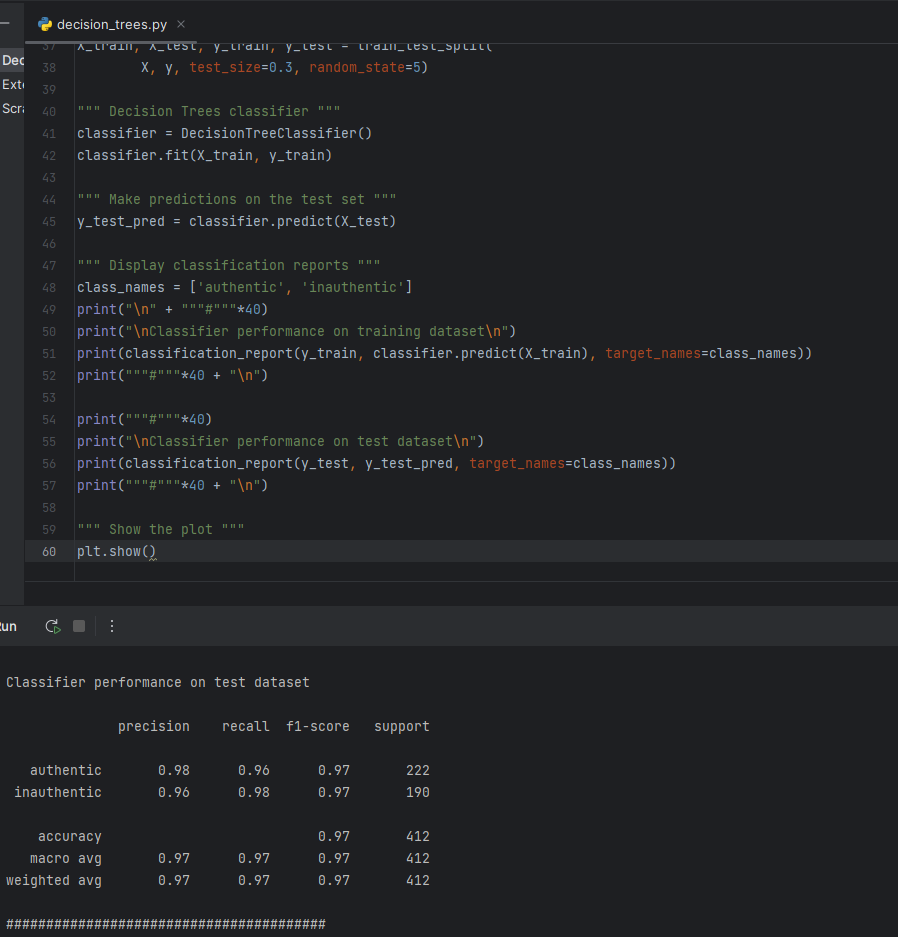 decision_trees.py ×
Dec
Exte
Scra
37 X_train, X_test, y_train, y_test = train_test_split(
38         X, y, test_size=0.3, random_state=5)
39
40 """ Decision Trees classifier """
41 classifier = DecisionTreeClassifier()
42 classifier.fit(X_train, y_train)
43
44 """ Make predictions on the test set """
45 y_test_pred = classifier.predict(X_test)
46
47 """ Display classification reports """
48 class_names = ['authentic', 'inauthentic']
49 print("\n" + """#"""*40)
50 print("\nClassifier performance on training dataset\n")
51 print(classification_report(y_train, classifier.predict(X_train), target_names=class_names))
52 print("""#"""*40 + "\n")
53
54 print("""#"""*40)
55 print("\nClassifier performance on test dataset\n")
56 print(classification_report(y_test, y_test_pred, target_names=class_names))
57 print("""#"""*40 + "\n")
58
59 """ Show the plot """
60 plt.show()
un
Classifier performance on test dataset
              precision    recall  f1-score   support
   authentic       0.98      0.96      0.97       222
 inauthentic       0.96      0.98      0.97       190
    accuracy                           0.97       412
   macro avg       0.97      0.97      0.97       412
weighted avg       0.97      0.97      0.97       412
########################################